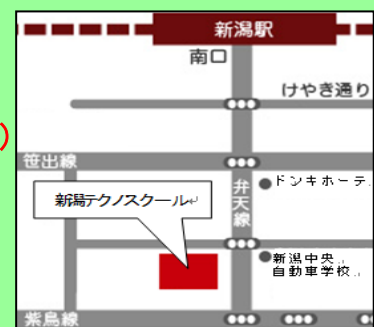 新潟駅
南口
けやき通り
)
笹出線
弁天線
ドンキホーテ
新潟テクノスクール
新潟中央
自動車学校
紫鳥線